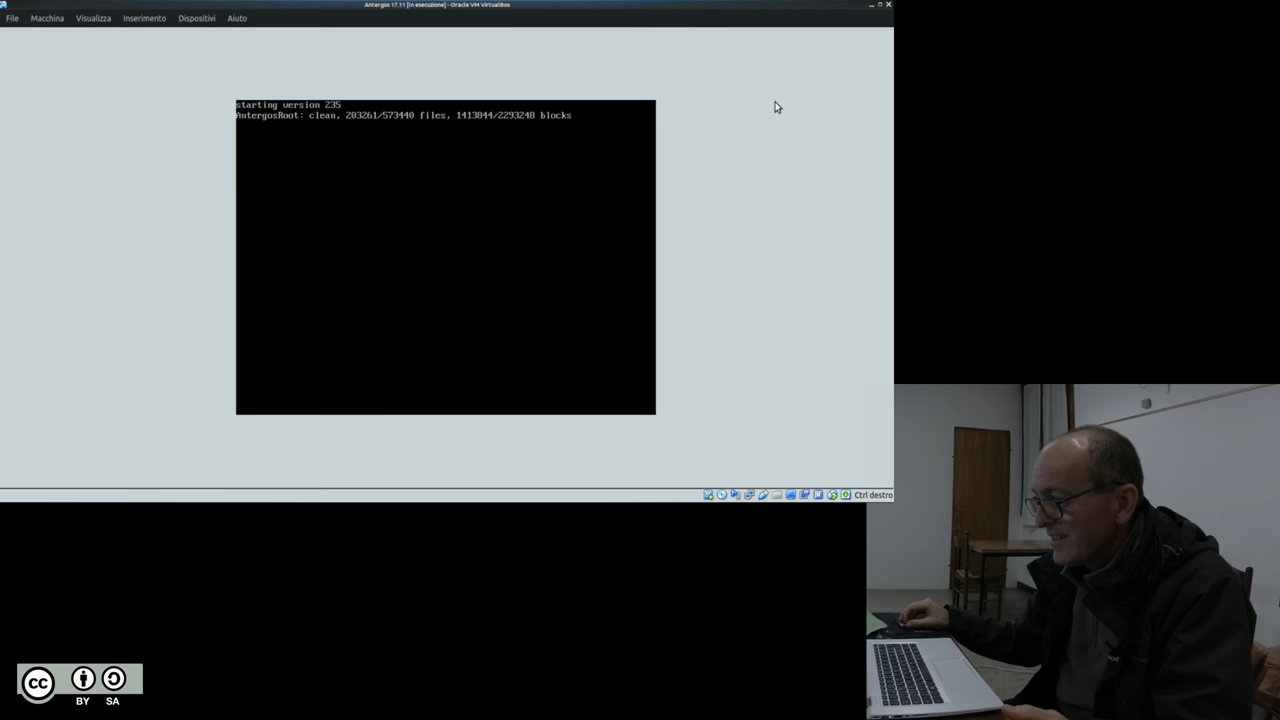 Antergos 17.11 [In esecuzione] - Oracle VM VirtualBox
File Macchina Visualizza Inserimento Dispositivi Aiuto
starting version 235
AntergosRoot: clean, 203261/573440 files, 1413844/2293248 blocks
Ctrl destro
CC
BY SA